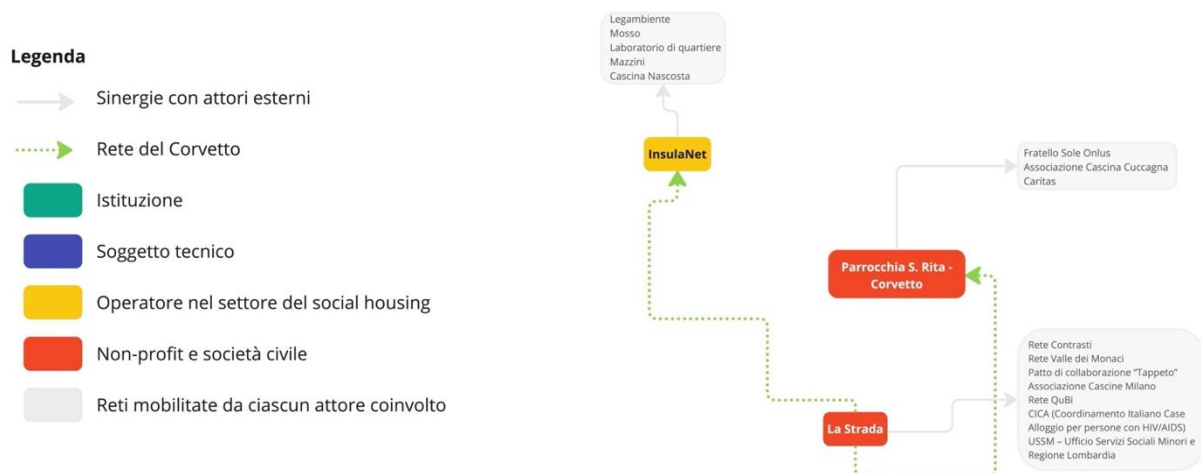 Legenda
Sinergie con attori esterni
Rete del Corvetto
Istituzione
Soggetto tecnico
Operatore nel settore del social housing
Non-profit e società civile
Reti mobilitate da ciascun attore coinvolto
Legambiente
Mosso
Laboratorio di quartiere
Mazzini
Cascina Nascosta
InsulaNet
Fratello Sole Onlus
Associazione Cascina Cuccagna
Caritas
Parrocchia S. Rita -
Corvetto
Rete Contrasti
Rete Valle dei Monaci
Patto di collaborazione “Tappeto”
Associazione Cascine Milano
Rete QuBi
CICA (Coordinamento Italiano Case
Alloggio per persone con HIV/AIDS)
USSM – Ufficio Servizi Sociali Minori e
Regione Lombardia
La Strada